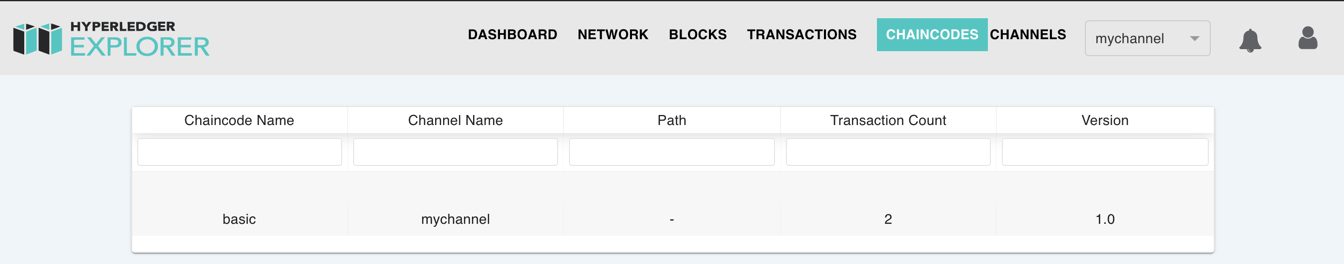 HYPERLEDGER
EXPLORER
DASHBOARD NETWORK BLOCKS TRANSACTIONS CHAINCODES CHANNELS mychannel
Chaincode Name Channel Name Path Transaction Count Version
basic mychannel - 2 1.0